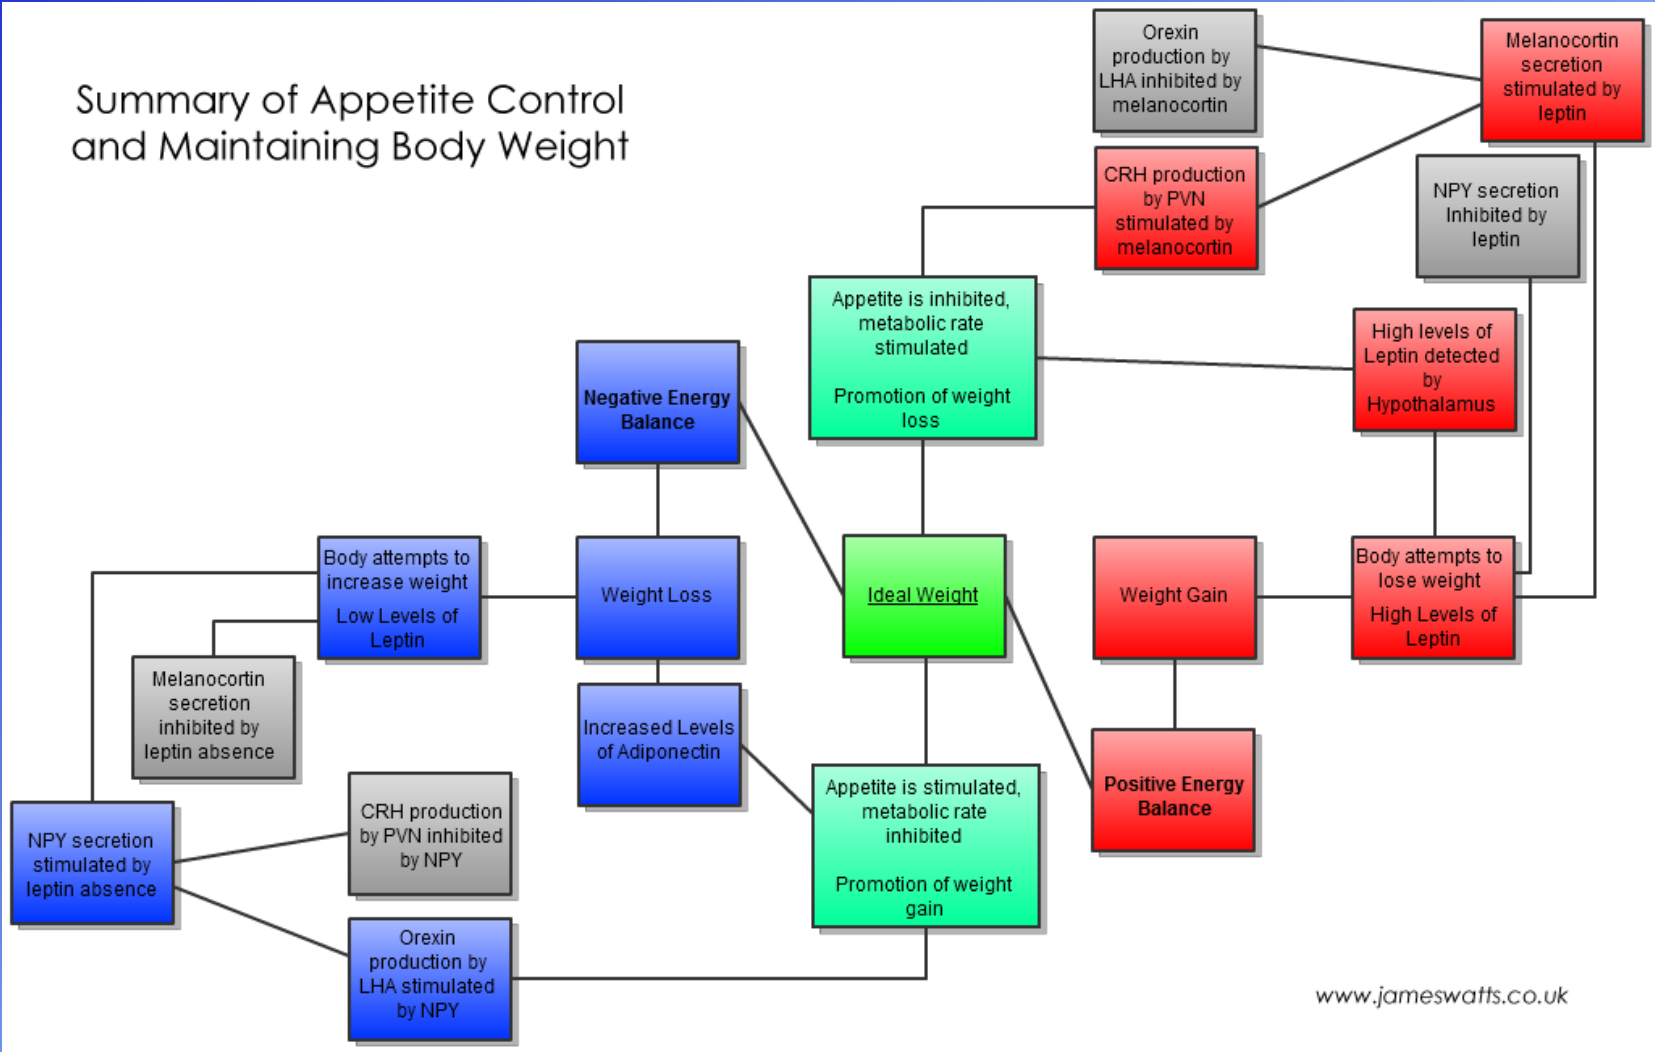 Summary of Appetite Control
and Maintaining Body Weight
Orexin
production by
LHA inhibited by
melanocortin
Melanocortin
secretion
stimulated by
leptin
CRH production
by PVN
stimulated by
melanocortin
NPY secretion
Inhibited by
leptin
Appetite is inhibited,
metabolic rate
stimulated
Promotion of weight
loss
High levels of
Leptin detected
by
Hypothalamus
Negative Energy
Balance
Body attempts to
increase weight
Low Levels of
Leptin
Weight Loss
Ideal Weight
Weight Gain
Body attempts to
lose weight
High Levels of
Leptin
Melanocortin
secretion
inhibited by
leptin absence
Increased Levels
of Adiponectin
Positive Energy
Balance
Appetite is stimulated,
metabolic rate
inhibited
Promotion of weight
gain
NPY secretion
stimulated by
leptin absence
CRH production
by PVN inhibited
by NPY
Orexin
production by
LHA stimulated
by NPY
www.jameswatts.co.uk